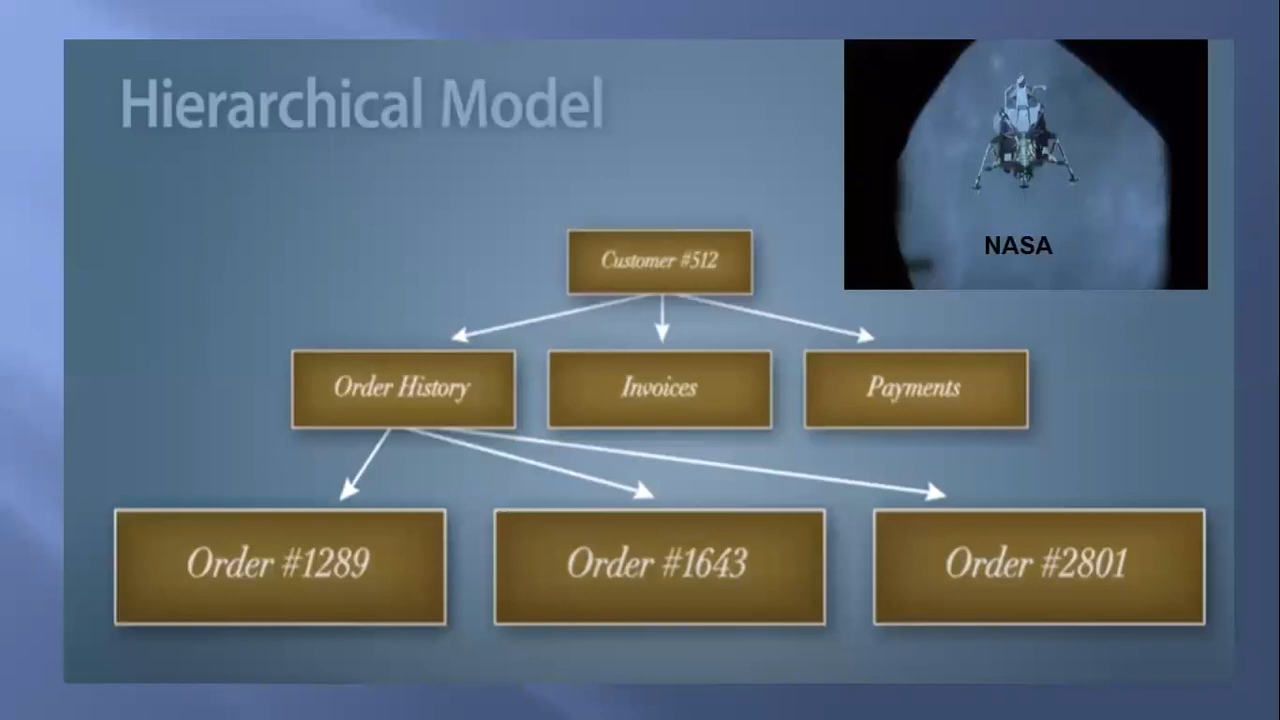 Hierarchical Model
NASA
Customer #512
Order History
Invoices
Payments
Order #1289
Order #1643
Order #2801